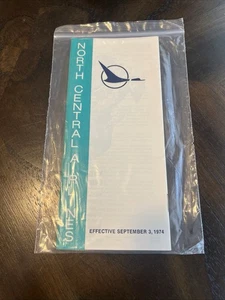 NORTH CENTRAL AIRLINES
EFFECTIVE SEPTEMBER 3, 1974